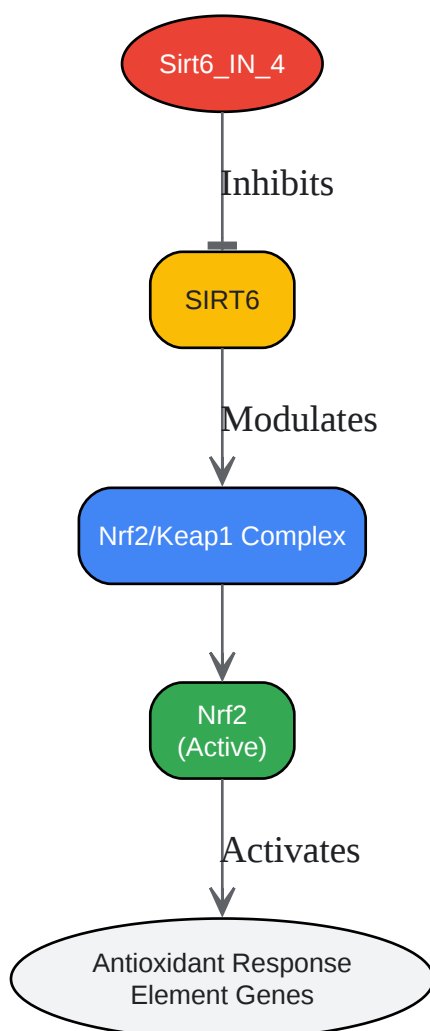 Sirt6_IN_4
Inhibits
SIRT6
Modulates
Nrf2/Keap1 Complex
Nrf2
(Active)
Activates
Antioxidant Response
Element Genes